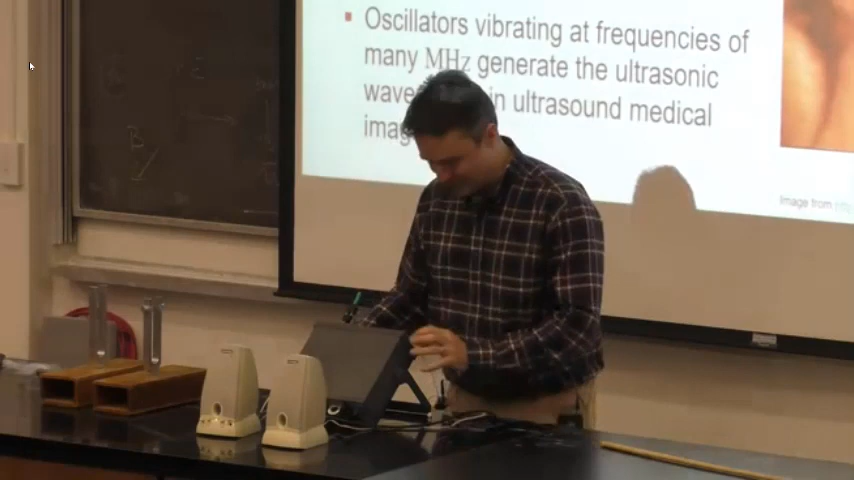 Oscillators vibrating at frequencies of
many MHz generate the ultrasonic
in ultrasound medical
Image from
B
E